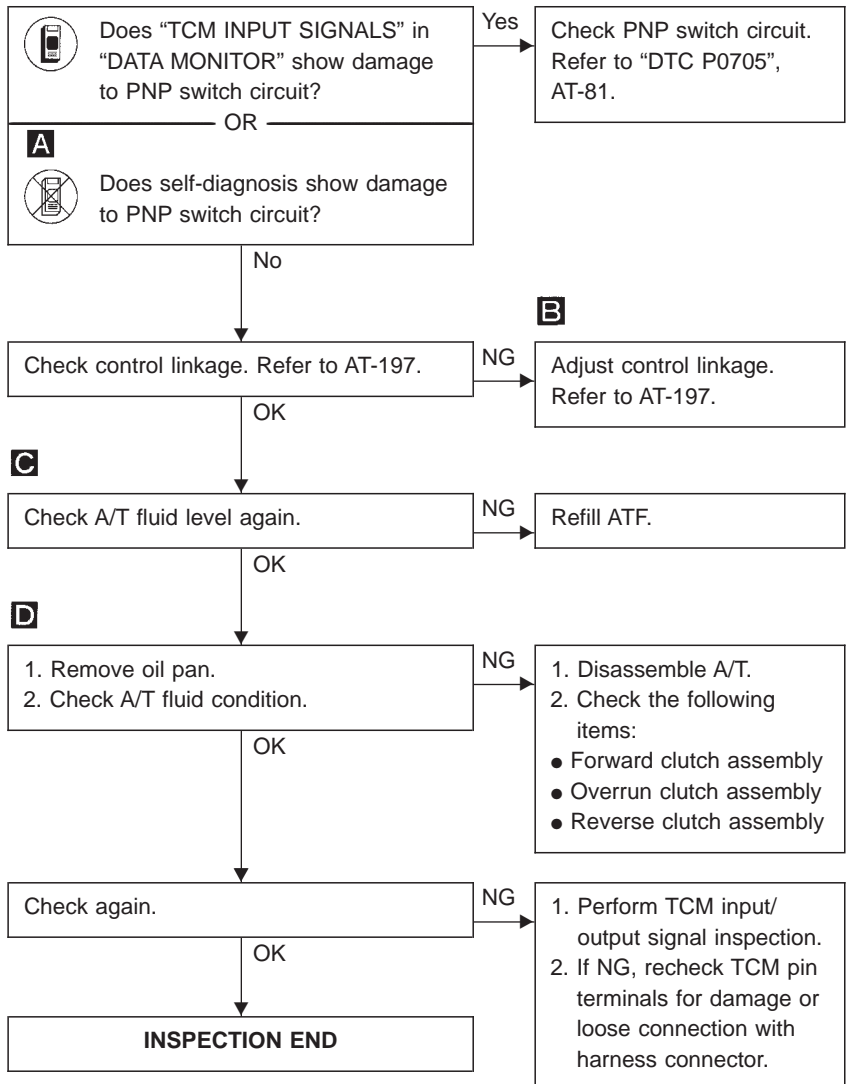 Does “TCM INPUT SIGNALS” in
“DATA MONITOR” show damage
to PNP switch circuit?
Yes
Check PNP switch circuit.
Refer to “DTC P0705”,
AT-81.
OR
A
Does self-diagnosis show damage
to PNP switch circuit?
No
B
Check control linkage. Refer to AT-197.
NG
Adjust control linkage.
Refer to AT-197.
OK
C
Check A/T fluid level again.
NG
Refill ATF.
OK
D
1. Remove oil pan.
2. Check A/T fluid condition.
NG
1. Disassemble A/T.
2. Check the following
items:
● Forward clutch assembly
● Overrun clutch assembly
● Reverse clutch assembly
OK
Check again.
NG
1. Perform TCM input/
output signal inspection.
2. If NG, recheck TCM pin
terminals for damage or
loose connection with
harness connector.
OK
INSPECTION END